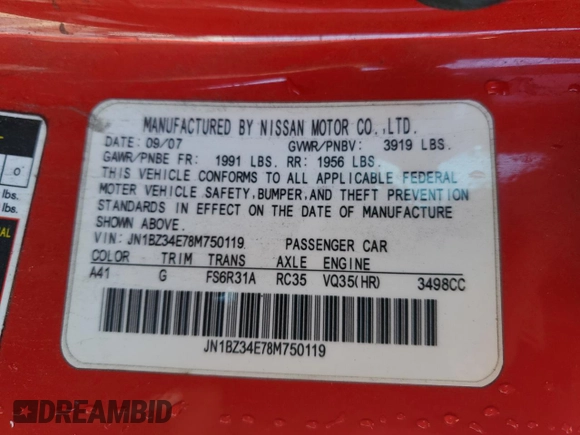 MANUFACTURED BY NISSAN MOTOR CO., LTD.
DATE: 09/07 GVWR/PNBV: 3919 LBS.
GAWR/PNBE FR: 1991 LBS. RR: 1956 LBS.
THIS VEHICLE CONFORMS TO ALL APPLICABLE FEDERAL
MOTOR VEHICLE SAFETY, BUMPER, AND THEFT PREVENTION
STANDARDS IN EFFECT ON THE DATE OF MANUFACTURE
SHOWN ABOVE.
VIN: JN1BZ34E78M750119 PASSENGER CAR
COLOR TRIM TRANS AXLE ENGINE
A41 G FS6R31A RC35 VQ35(HR) 3498CC
JN1BZ34E78M750119
0
lbs.
lbs.
DREAMBID